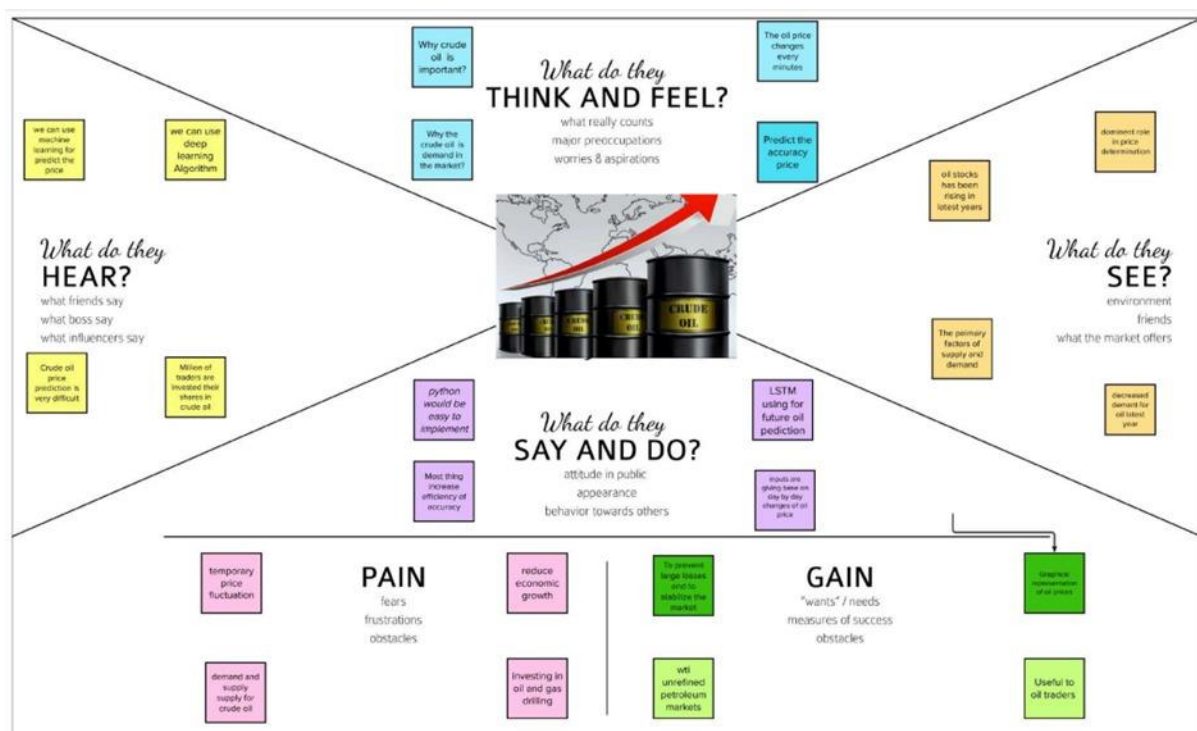 Why crude
oil is
important?
The oil price
changes
every
minutes
What do they
THINK AND FEEL?
what really counts
major preoccupations
worries & aspirations
Why the
crude oil is
demand in
the market?
Predict the
accuracy
price
we can use
machine
learning for
predict the
price
we can use
deep
learning
Algorithm
What do they
HEAR?
what friends say
what boss say
what influencers say
Crude oil
price
prediction is
very difficult
Million of
traders are
invested their
shares in
crude oil
CRUDE
OIL
CRUDE
OIL
dominent role
in price
determination
oil stocks
has been
rising in
latest years
What do they
SEE?
environment
friends
what the market offers
The peimary
factors of
supply and
demand
decreased
demant for
oil latest
year
python
would be
easy to
implement
LSTM
using for
future oil
pediction
What do they
SAY AND DO?
attitude in public
appearance
behavior towards others
Most thing
increase
efficiency of
accuracy
inputs are
giving base on
day by day
changes of oil
price
temporary
price
fluctuation
PAIN
fears
frustrations
obstacles
reduce
economic
growth
demand and
supply
supply for
crude oil
investing in
oil and gas
drilling
To prevent
large losses
and to
stabilize the
market
GAIN
"wants" / needs
measures of success
obstacles
Graphical
representation
of oil prices
wti
unrefined
petroleum
markets
Useful to
oil traders